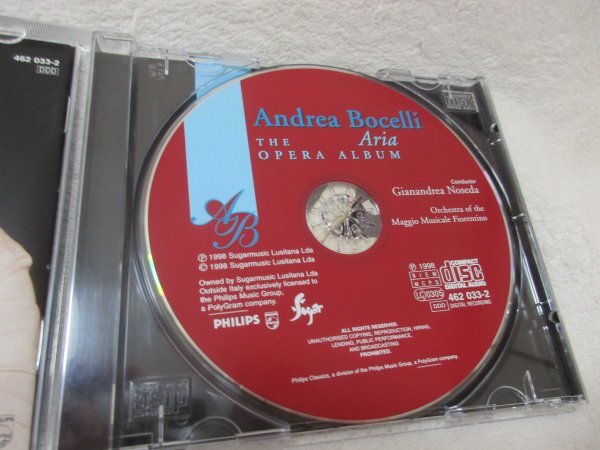 462 033-2
DDD
Andrea Bocelli
Aria
THE
OPERA ALBUM
AB
Conductor
Gianandrea Noseda
Orchestra of the
Maggio Musicale Fiorentino
℗ 1998 Sugarmusic Lusitana Lda
© 1998 Sugarmusic Lusitana Lda
Owned by Sugarmusic Lusitana Lda
Outside Italy exclusively licensed to
the Philips Music Group,
a PolyGram company.
PHILIPS
Sugar
℗ 1998
BIEM
MCPS
LC 0305
DDD
COMPACT
disc
DIGITAL AUDIO
462 033-2
DIGITAL RECORDING
ALL RIGHTS RESERVED.
UNAUTHORISED COPYING, REPRODUCTION, HIRING,
LENDING, PUBLIC PERFORMANCE,
AND BROADCASTING
PROHIBITED.
Philips Classics, a division of the Philips Music Group, a PolyGram company.